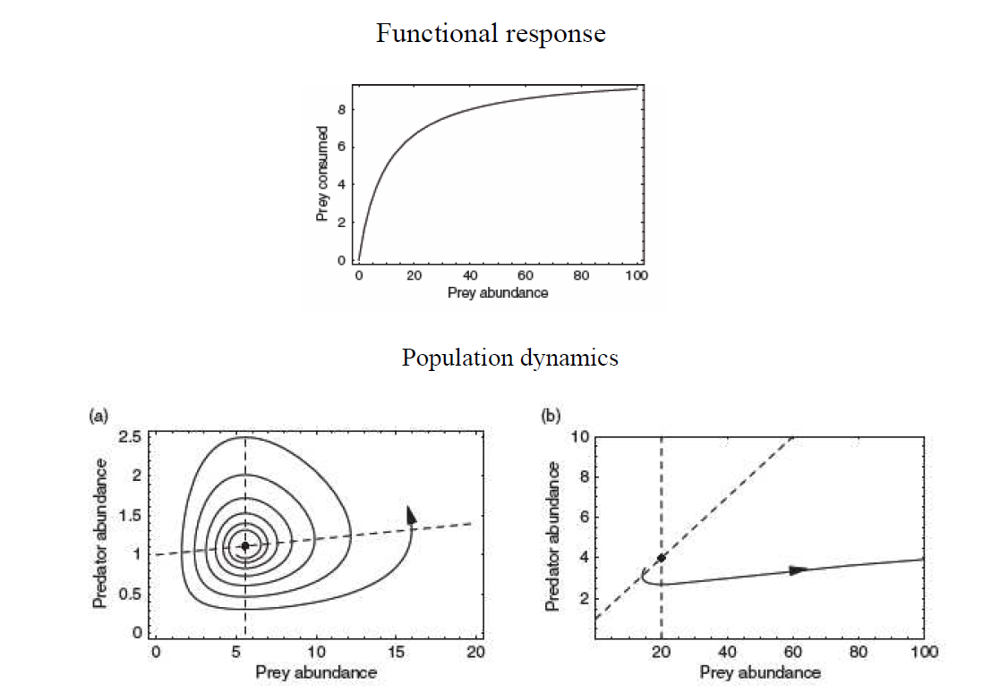 Functional response
8
6
4
2
0
Prey consumed
0 20 40 60 80 100
Prey abundance
Population dynamics
(a)
2.5
2
1.5
1
0.5
0
Predator abundance
0 5 10 15 20
Prey abundance
(b)
10
8
6
4
2
Predator abundance
20 40 60 80 100
Prey abundance